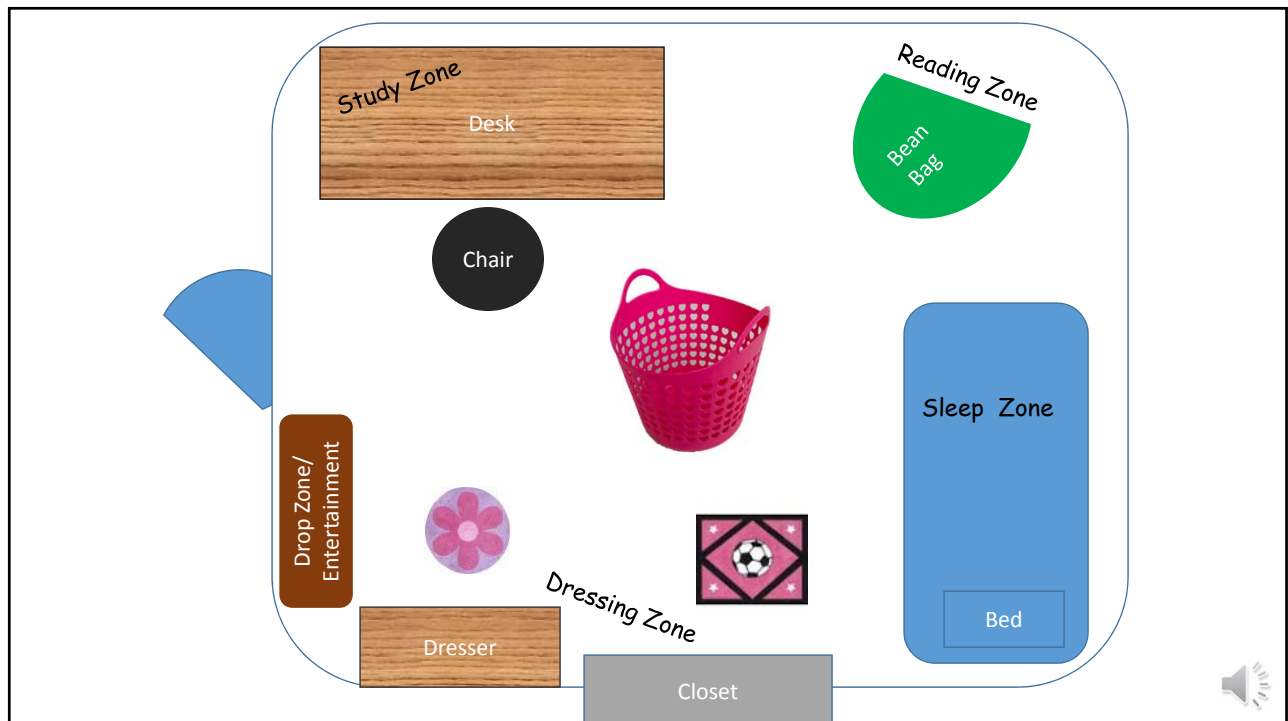 Study Zone
Desk
Reading Zone
Bean
Bag
Chair
Sleep Zone
Drop Zone/
Entertainment
Dressing Zone
Bed
Dresser
Closet